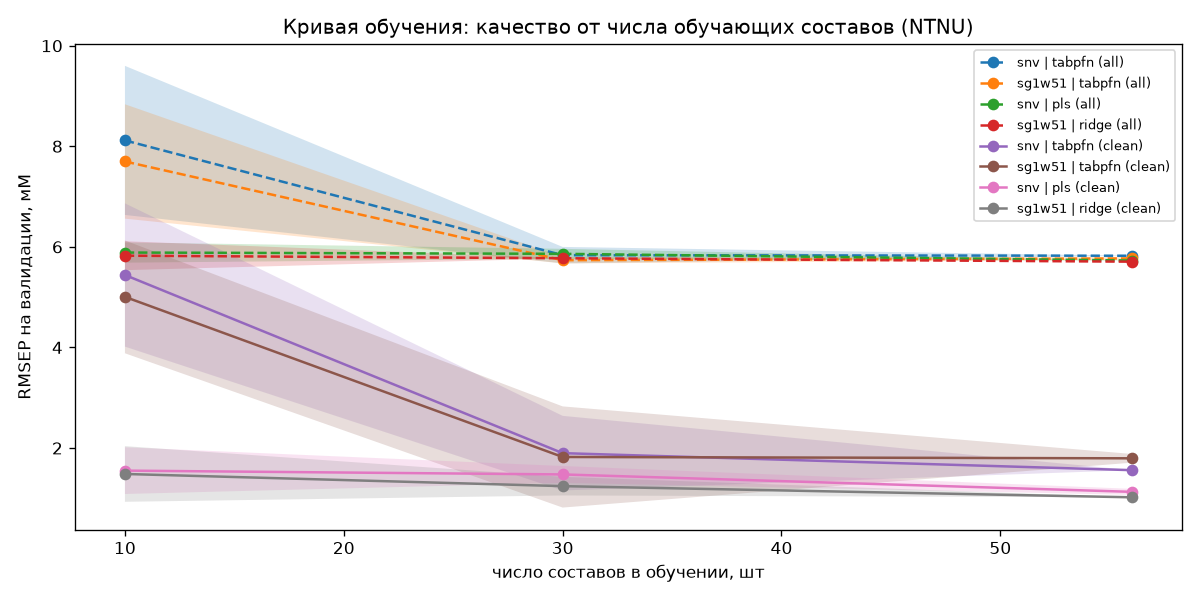 Кривая обучения: качество от числа обучающих составов (NTNU)
10
8
6
4
2
RMSEP на валидации, мМ
snv | tabpfn (all)
sg1w51 | tabpfn (all)
snv | pls (all)
sg1w51 | ridge (all)
snv | tabpfn (clean)
sg1w51 | tabpfn (clean)
snv | pls (clean)
sg1w51 | ridge (clean)
10 20 30 40 50
число составов в обучении, шт